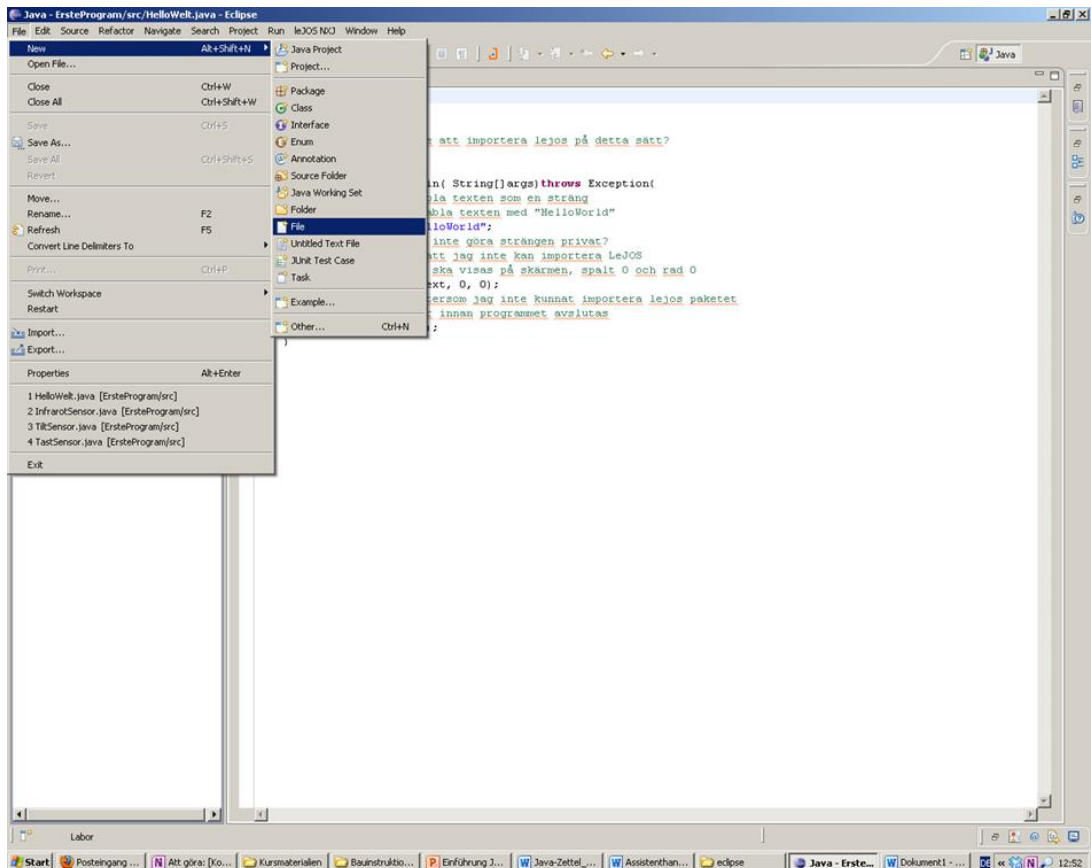 Java - ErsteProgram/src/HelloWelt.java - Eclipse
File Edit Source Refactor Navigate Search Project Run leJOS NXJ Window Help
New Alt+Shift+N
Open File...
Close Ctrl+W
Close All Ctrl+Shift+W
Save Ctrl+S
Save As...
Save All Ctrl+Shift+S
Revert
Move...
Rename... F2
Refresh F5
Convert Line Delimiters To
Print... Ctrl+P
Switch Workspace
Restart
Import...
Export...
Properties Alt+Enter
1 HelloWelt.java [ErsteProgram/src]
2 InfrarotSensor.java [ErsteProgram/src]
3 TiltSensor.java [ErsteProgram/src]
4 TastSensor.java [ErsteProgram/src]
Exit
Java Project
Project...
Package
Class
Interface
Enum
Annotation
Source Folder
Java Working Set
Folder
File
Untitled Text File
JUnit Test Case
Task
Example...
Other... Ctrl+N
Java
att importera lejos på detta sätt?
in( String[]args)throws Exception(
la texten som en sträng
abla texten med "HelloWorld"
lloWorld";
inte göra strängen privat?
att jag inte kan importera LeJOS
ska visas på skärmen, spalt 0 och rad 0
ext, 0, 0);
tersom jag inte kunnat importera lejos paketet
innan programmet avslutas
;
)
Labor
Start Posteingang ... Att göra: [Ko... Kursmaterialien Bauinstruktio... Einführung J... Java-Zettel_... Assistenthan... eclipse Java - Erste... Dokument1 - ... DE « 12:52